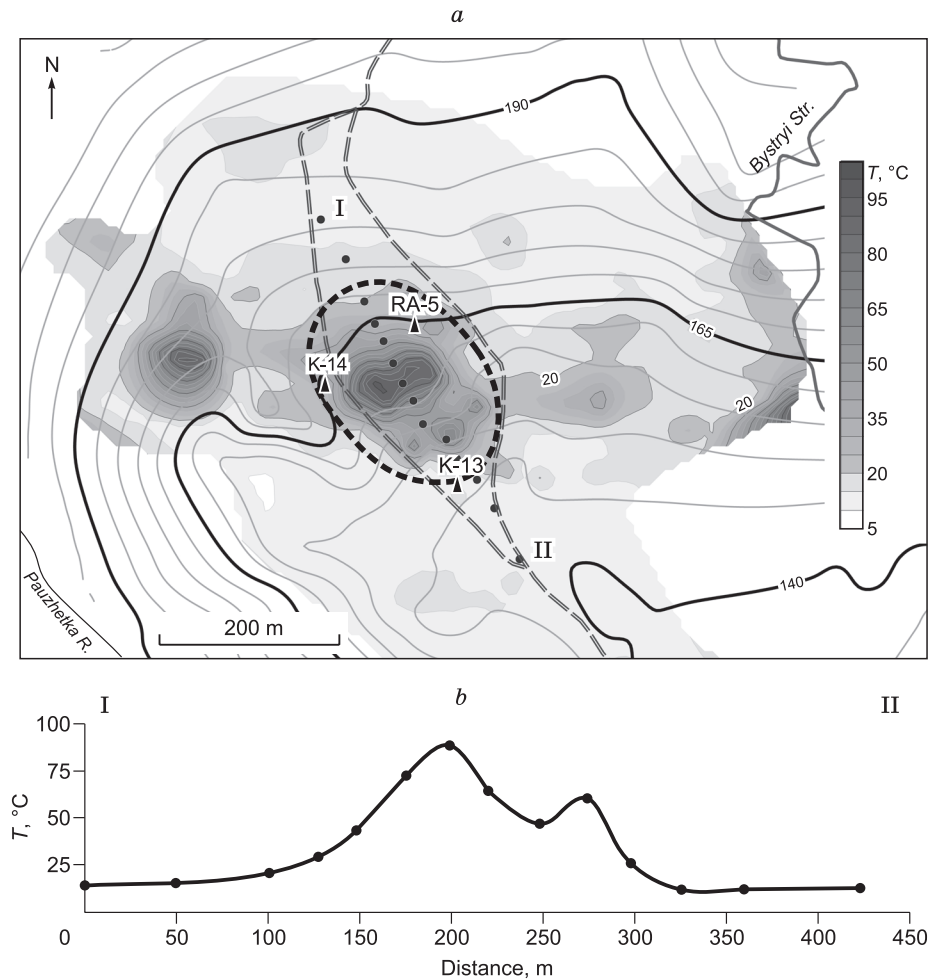 a
N
190
Bystryi Str.
T, °C
95
I
80
RA-5
65
165
K-14
50
20
20
35
K-13
20
II
5
140
Pauzhetka R.
200 m
b
I
II
100
75
50
25
T, °C
0 50 100 150 200 250 300 350 400 450
Distance, m